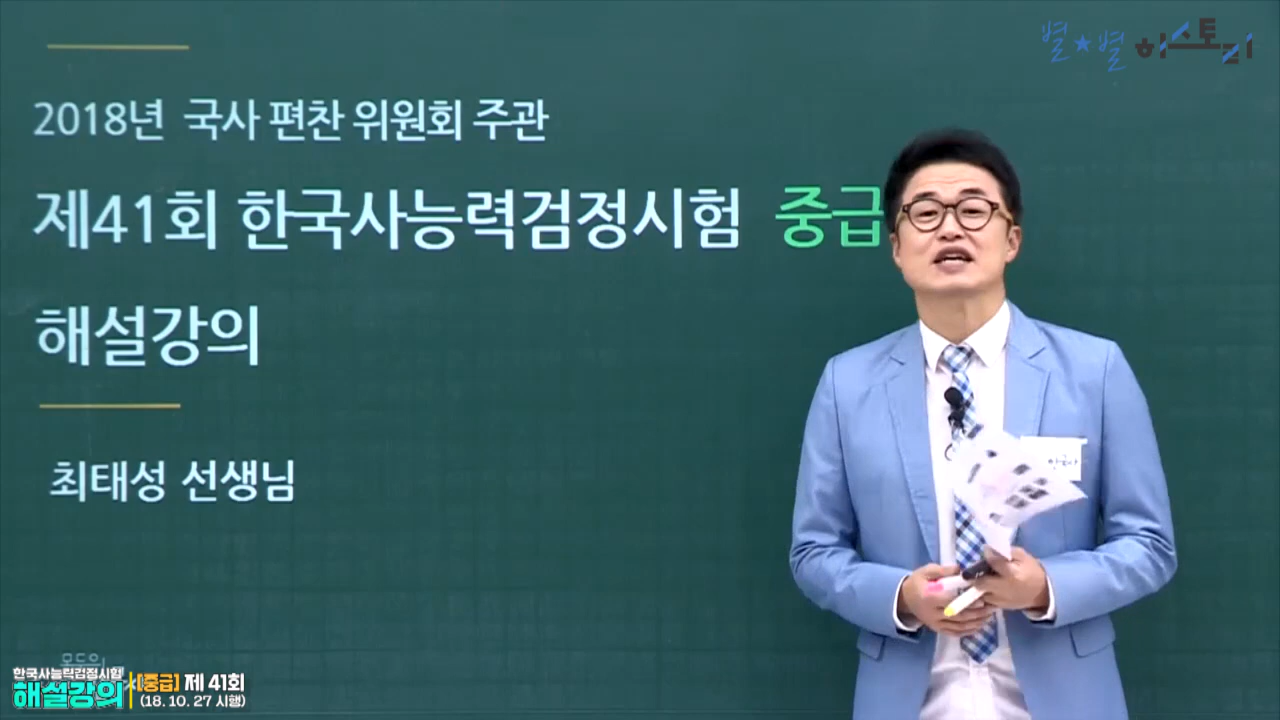 별★별 히스토리
2018년 국사 편찬 위원회 주관
제41회 한국사능력검정시험 중급
해설강의
최태성 선생님
모두의
한국사능력검정시험
해설강의
[중급] 제 41회
(18. 10. 27 시행)